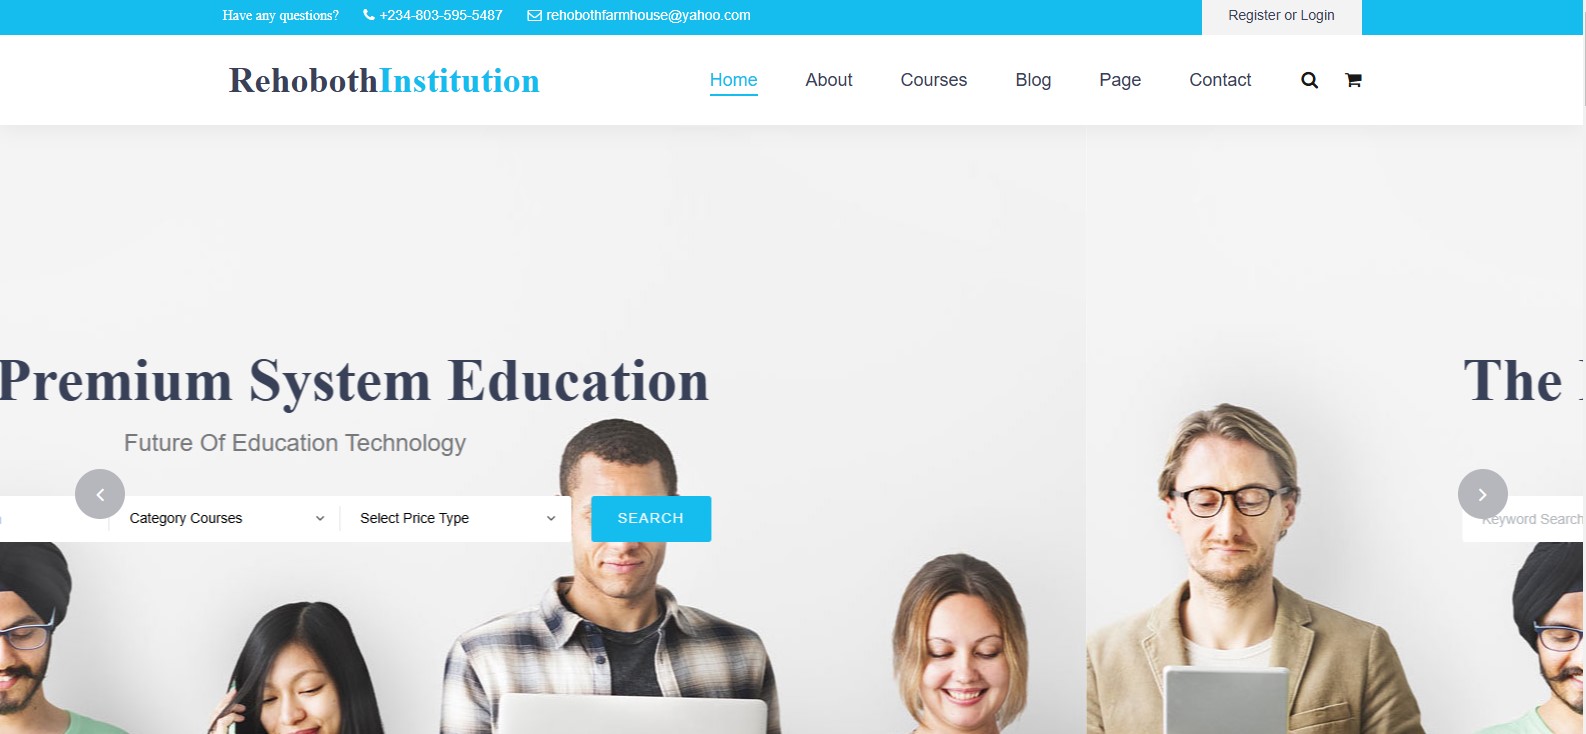 Have any questions? +234-803-595-5487 rehobothfarmhouse@yahoo.com Register or Login
RehobothInstitution Home About Courses Blog Page Contact
Premium System Education The
Future Of Education Technology
Category Courses Select Price Type SEARCH Keyword Search